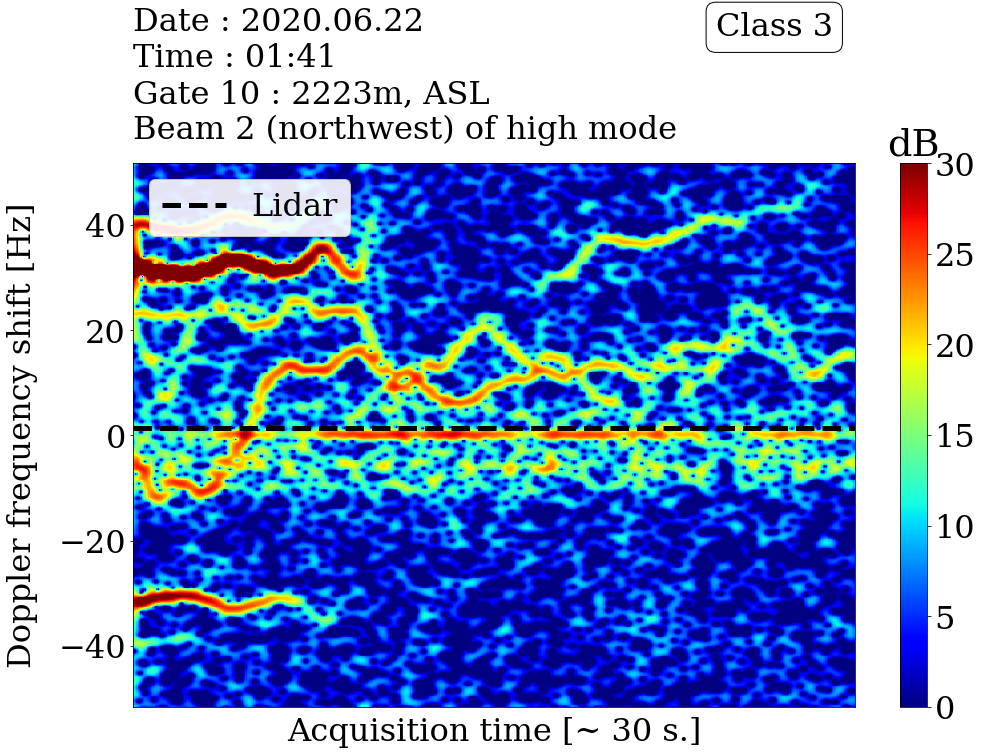 Date : 2020.06.22
Time : 01:41
Gate 10 : 2223m, ASL
Beam 2 (northwest) of high mode
Class 3
dB
Lidar
Doppler frequency shift [Hz]
40
20
0
−20
−40
30
25
20
15
10
5
0
Acquisition time [~ 30 s.]